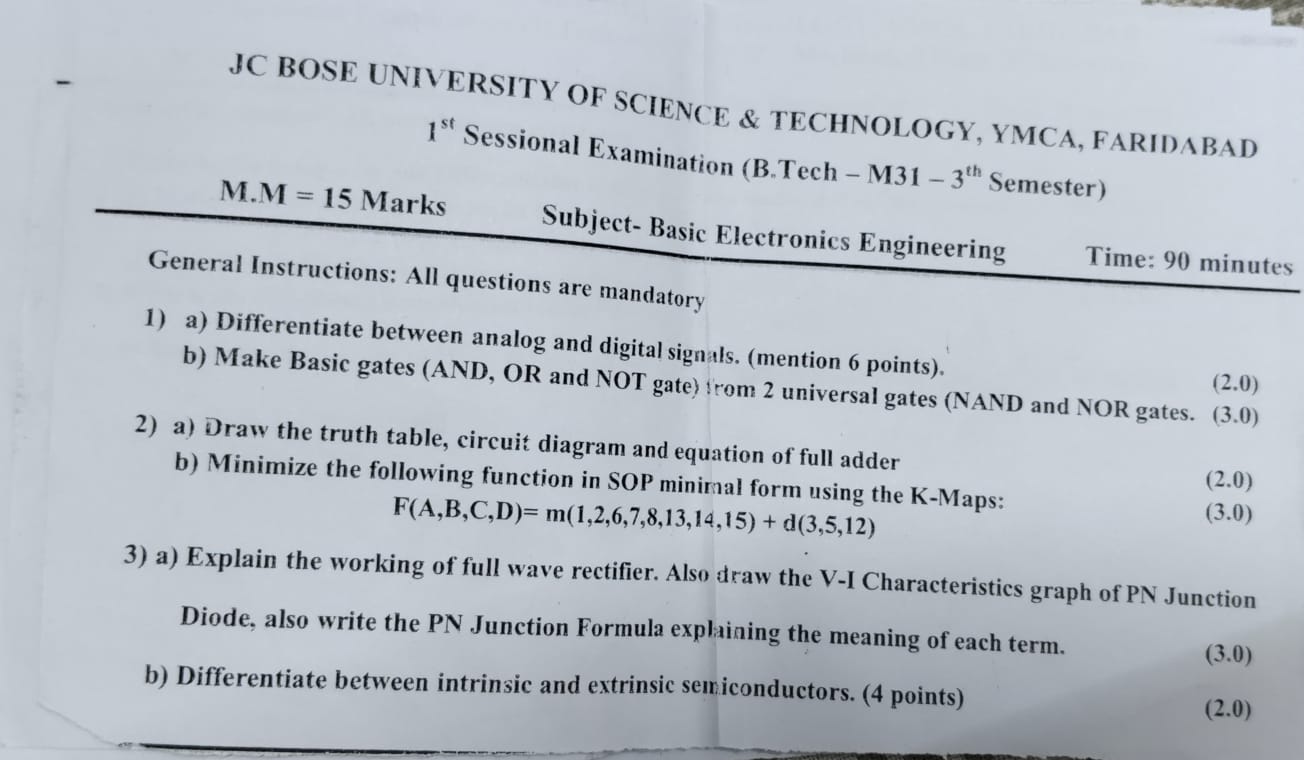 JC BOSE UNIVERSITY OF SCIENCE & TECHNOLOGY, YMCA, FARIDABAD
1st Sessional Examination (B.Tech – M31 – 3th Semester)
M.M = 15 Marks Subject- Basic Electronics Engineering Time: 90 minutes
General Instructions: All questions are mandatory
1) a) Differentiate between analog and digital signals. (mention 6 points). (2.0)
b) Make Basic gates (AND, OR and NOT gate) from 2 universal gates (NAND and NOR gates. (3.0)
2) a) Draw the truth table, circuit diagram and equation of full adder (2.0)
b) Minimize the following function in SOP minimal form using the K-Maps: (3.0)
F(A,B,C,D)= m(1,2,6,7,8,13,14,15) + d(3,5,12)
3) a) Explain the working of full wave rectifier. Also draw the V-I Characteristics graph of PN Junction
Diode, also write the PN Junction Formula explaining the meaning of each term. (3.0)
b) Differentiate between intrinsic and extrinsic semiconductors. (4 points) (2.0)